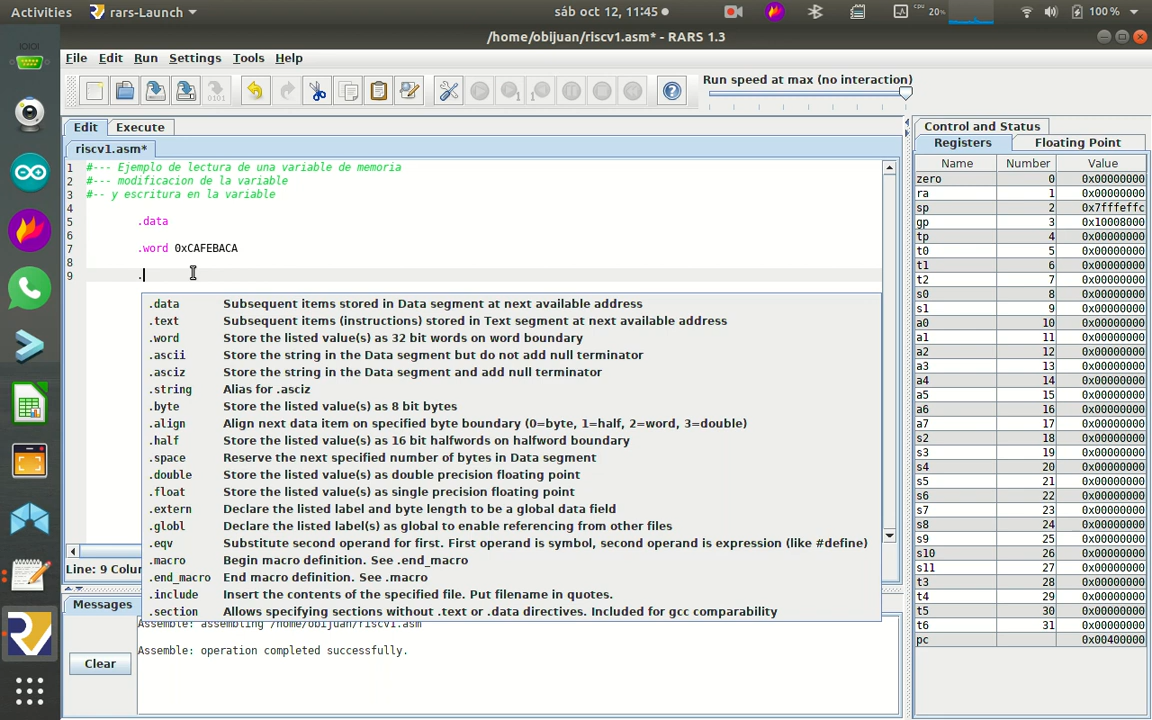 Activities rars-Launch sáb oct 12, 11:45 cpu 20% 100 %
/home/obijuan/riscv1.asm* - RARS 1.3
File Edit Run Settings Tools Help
Run speed at max (no interaction)
Edit Execute
riscv1.asm*
1 #--- Ejemplo de lectura de una variable de memoria
2 #--- modificacion de la variable
3 #-- y escritura en la variable
4
5 .data
6
7 .word 0xCAFEBACA
8
9 .
.data Subsequent items stored in Data segment at next available address
.text Subsequent items (instructions) stored in Text segment at next available address
.word Store the listed value(s) as 32 bit words on word boundary
.ascii Store the string in the Data segment but do not add null terminator
.asciz Store the string in the Data segment and add null terminator
.string Alias for .asciz
.byte Store the listed value(s) as 8 bit bytes
.align Align next data item on specified byte boundary (0=byte, 1=half, 2=word, 3=double)
.half Store the listed value(s) as 16 bit halfwords on halfword boundary
.space Reserve the next specified number of bytes in Data segment
.double Store the listed value(s) as double precision floating point
.float Store the listed value(s) as single precision floating point
.extern Declare the listed label and byte length to be a global data field
.globl Declare the listed label(s) as global to enable referencing from other files
.eqv Substitute second operand for first. First operand is symbol, second operand is expression (like #define)
.macro Begin macro definition. See .end_macro
.end_macro End macro definition. See .macro
.include Insert the contents of the specified file. Put filename in quotes.
.section Allows specifying sections without .text or .data directives. Included for gcc comparability
Line: 9 Colu
Messages
Assemble: assembling /home/obijuan/riscv1.asm
Assemble: operation completed successfully.
Clear
Control and Status
Registers Floating Point
Name Number Value
zero 0 0x00000000
ra 1 0x00000000
sp 2 0x7fffeffc
gp 3 0x10008000
tp 4 0x00000000
t0 5 0x00000000
t1 6 0x00000000
t2 7 0x00000000
s0 8 0x00000000
s1 9 0x00000000
a0 10 0x00000000
a1 11 0x00000000
a2 12 0x00000000
a3 13 0x00000000
a4 14 0x00000000
a5 15 0x00000000
a6 16 0x00000000
a7 17 0x00000000
s2 18 0x00000000
s3 19 0x00000000
s4 20 0x00000000
s5 21 0x00000000
s6 22 0x00000000
s7 23 0x00000000
s8 24 0x00000000
s9 25 0x00000000
s10 26 0x00000000
s11 27 0x00000000
t3 28 0x00000000
t4 29 0x00000000
t5 30 0x00000000
t6 31 0x00000000
pc 0x00400000